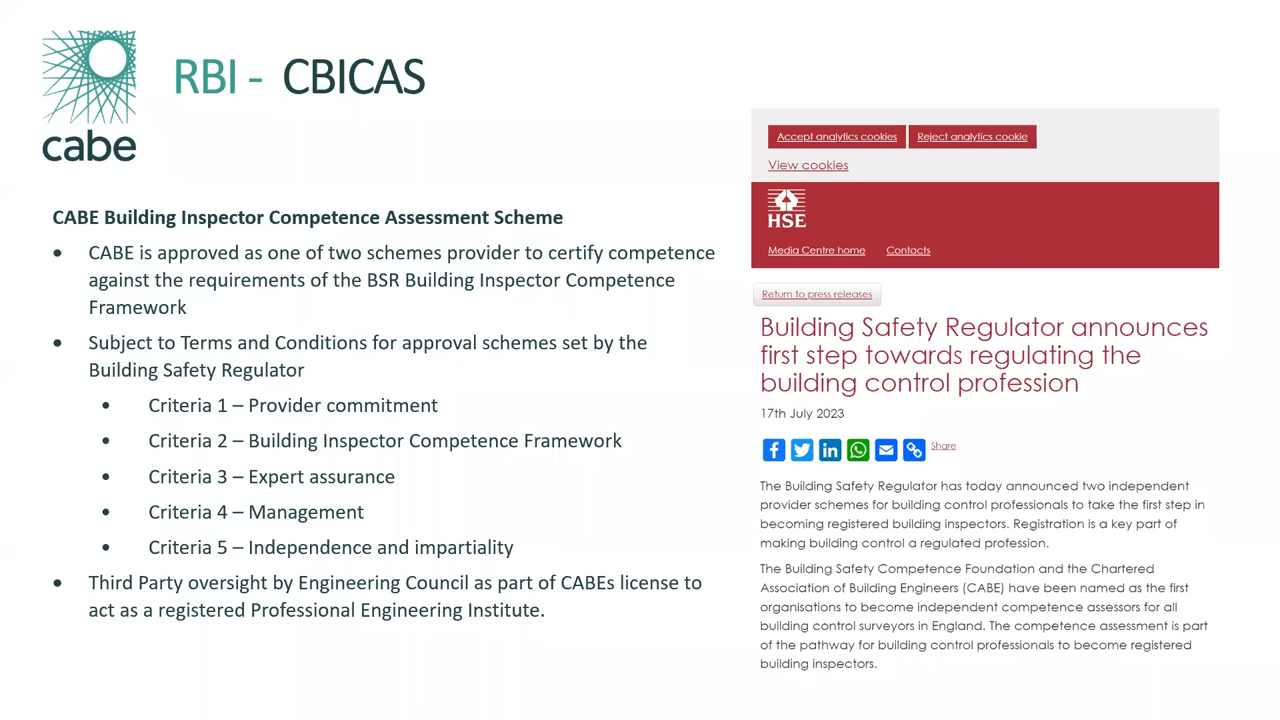 cabe
RBI - CBICAS
CABE Building Inspector Competence Assessment Scheme
• CABE is approved as one of two schemes provider to certify competence
against the requirements of the BSR Building Inspector Competence
Framework
• Subject to Terms and Conditions for approval schemes set by the
Building Safety Regulator
• Criteria 1 – Provider commitment
• Criteria 2 – Building Inspector Competence Framework
• Criteria 3 – Expert assurance
• Criteria 4 – Management
• Criteria 5 – Independence and impartiality
• Third Party oversight by Engineering Council as part of CABEs license to
act as a registered Professional Engineering Institute.
Accept analytics cookies Reject analytics cookie
View cookies
HSE
Media Centre home Contacts
Return to press releases
Building Safety Regulator announces
first step towards regulating the
building control profession
17th July 2023
Share
The Building Safety Regulator has today announced two independent
provider schemes for building control professionals to take the first step in
becoming registered building inspectors. Registration is a key part of
making building control a regulated profession.
The Building Safety Competence Foundation and the Chartered
Association of Building Engineers (CABE) have been named as the first
organisations to become independent competence assessors for all
building control surveyors in England. The competence assessment is part
of the pathway for building control professionals to become registered
building inspectors.